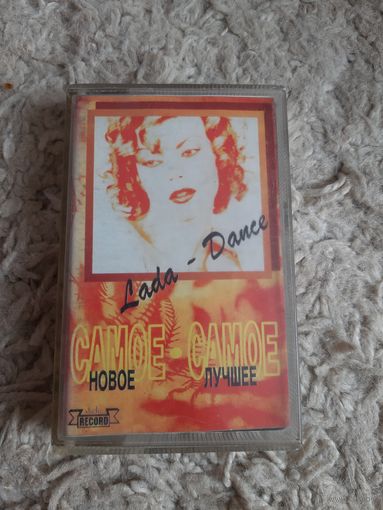 Lada - Dance
САМОЕ · САМОЕ
НОВОЕ ЛУЧШЕЕ
RECORD